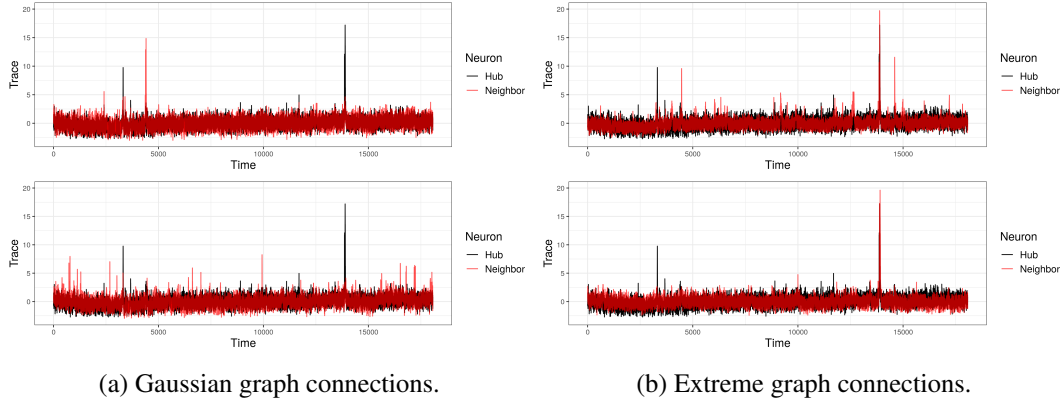 20
15
10
5
0
Trace
0
5000
10000
15000
Time
Neuron
Hub
Neighbor
20
15
10
5
0
Trace
0
5000
10000
15000
Time
Neuron
Hub
Neighbor
20
15
10
5
0
Trace
0
5000
10000
15000
Time
Neuron
Hub
Neighbor
20
15
10
5
0
Trace
0
5000
10000
15000
Time
Neuron
Hub
Neighbor
(a) Gaussian graph connections.
(b) Extreme graph connections.